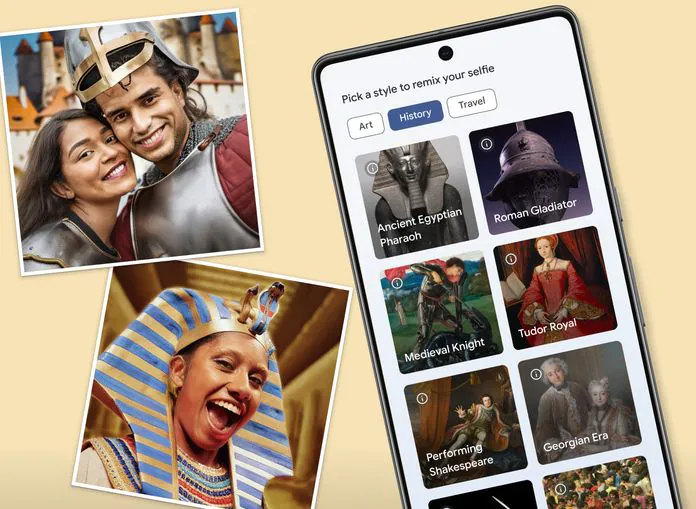 Pick a style to remix your selfie
Art
History
Travel
Ancient Egyptian
Pharaoh
Roman Gladiator
Medieval Knight
Tudor Royal
Performing
Shakespeare
Georgian Era